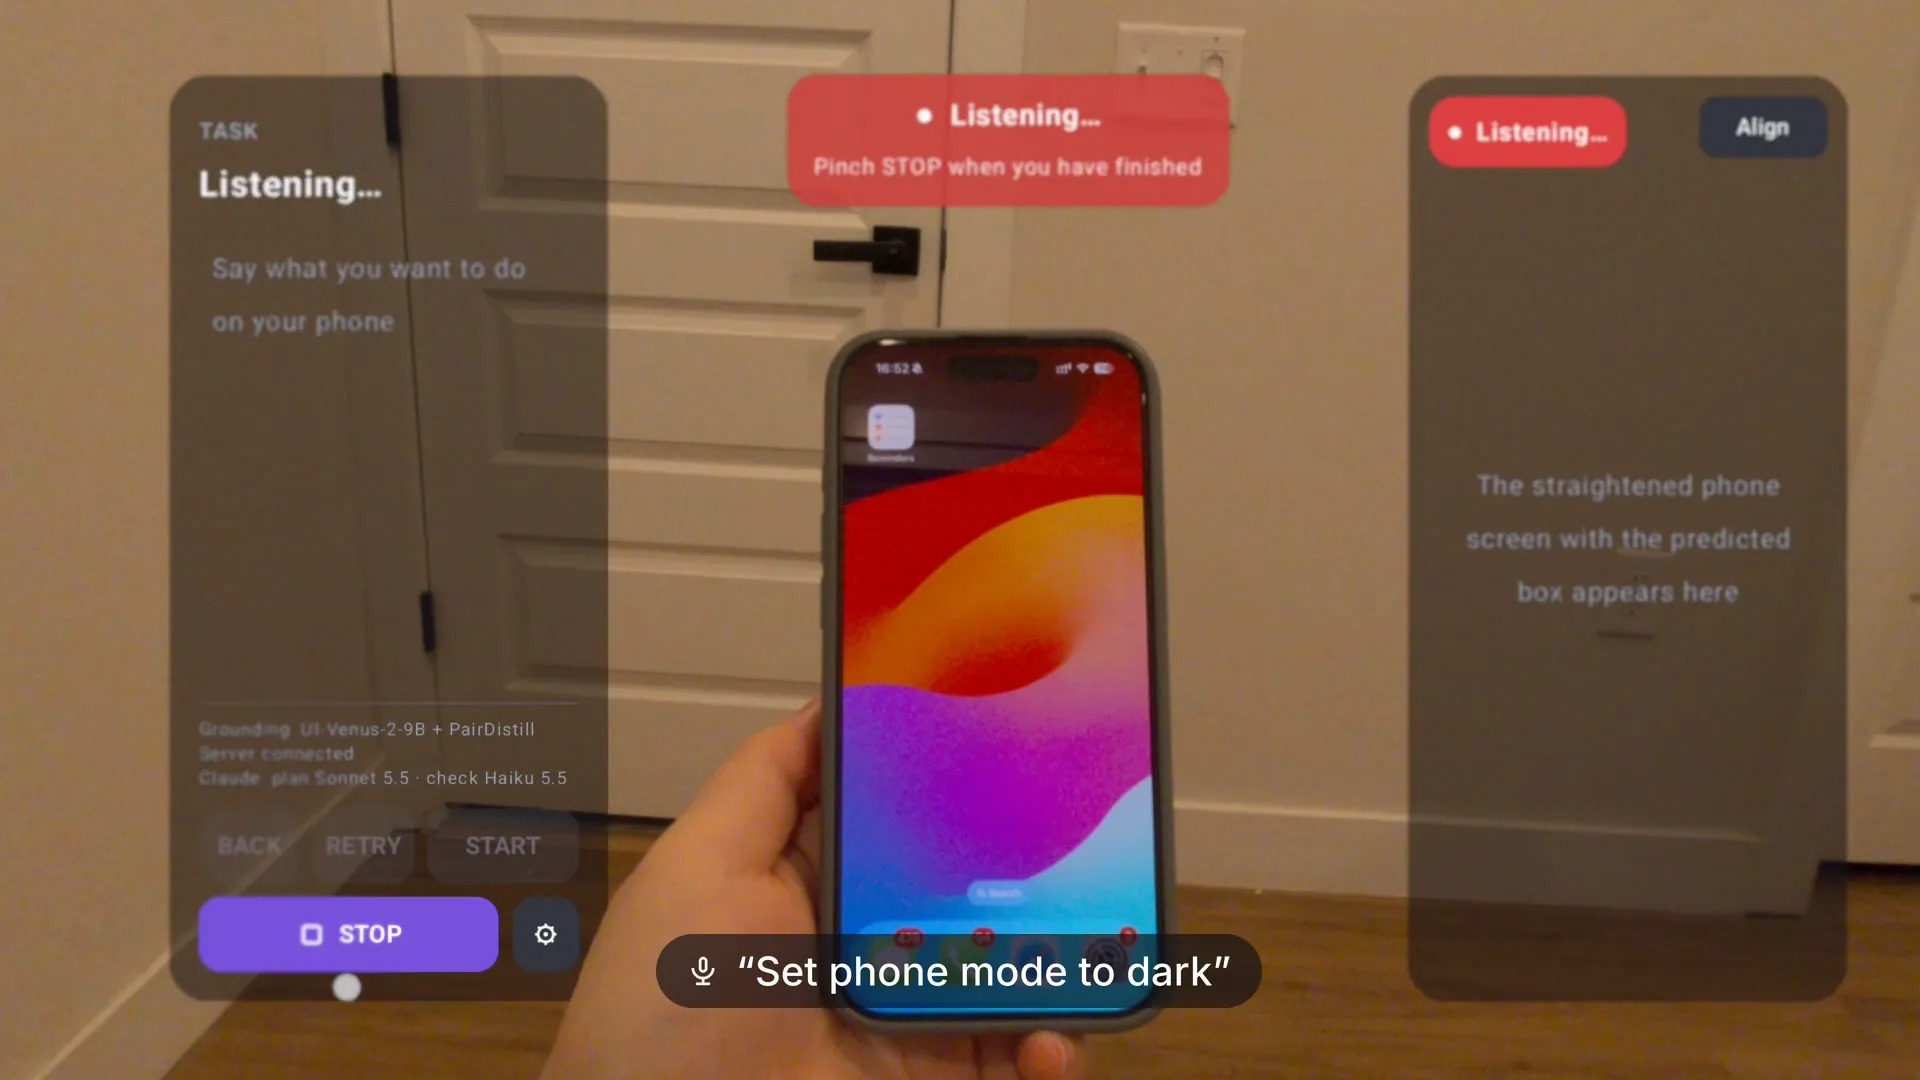 TASK
Listening...
Say what you want to do
on your phone
Grounding UI-Venus-2-9B + PairDistill
Server connected
Claude plan Sonnet 5.5 · check Haiku 5.5
BACK
RETRY
START
STOP
Listening...
Pinch STOP when you have finished
16:52
Reminders
Search
“Set phone mode to dark”
Listening...
Align
The straightened phone
screen with the predicted
box appears here